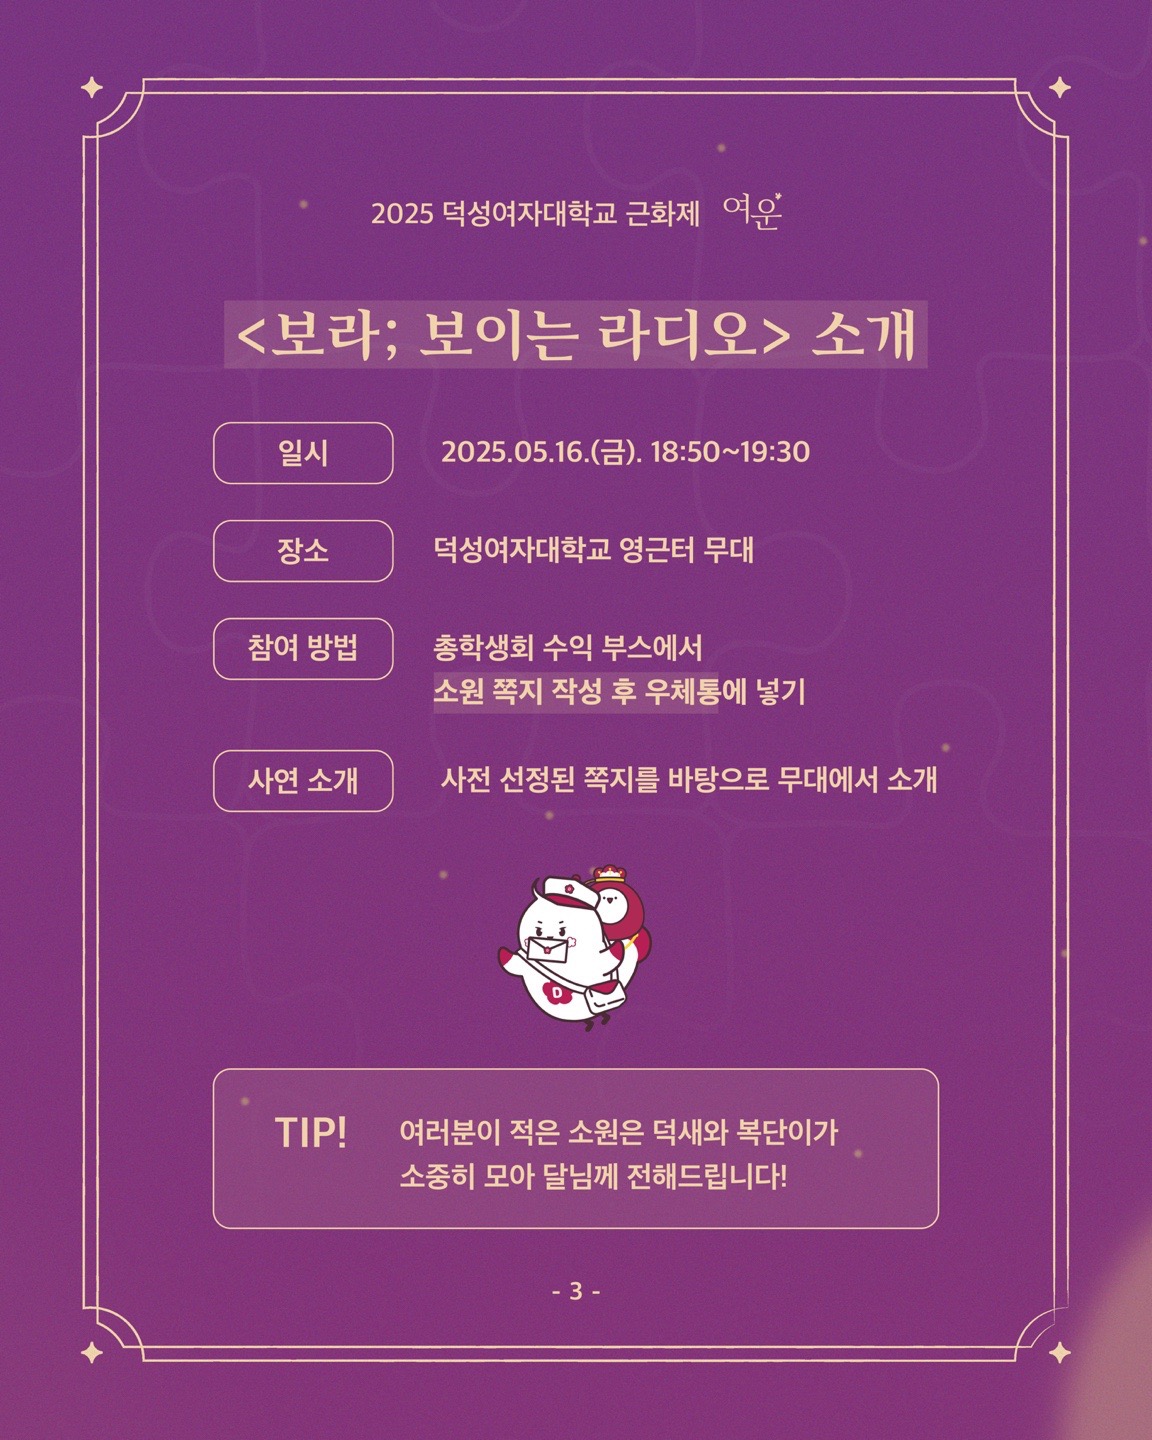 2025 덕성여자대학교 근화제 여운
<보라; 보이는 라디오> 소개
일시 2025.05.16.(금). 18:50~19:30
장소 덕성여자대학교 영근터 무대
참여 방법 총학생회 수익 부스에서
소원 쪽지 작성 후 우체통에 넣기
사연 소개 사전 선정된 쪽지를 바탕으로 무대에서 소개
D
TIP! 여러분이 적은 소원은 덕새와 복단이가
소중히 모아 달님께 전해드립니다!
- 3 -